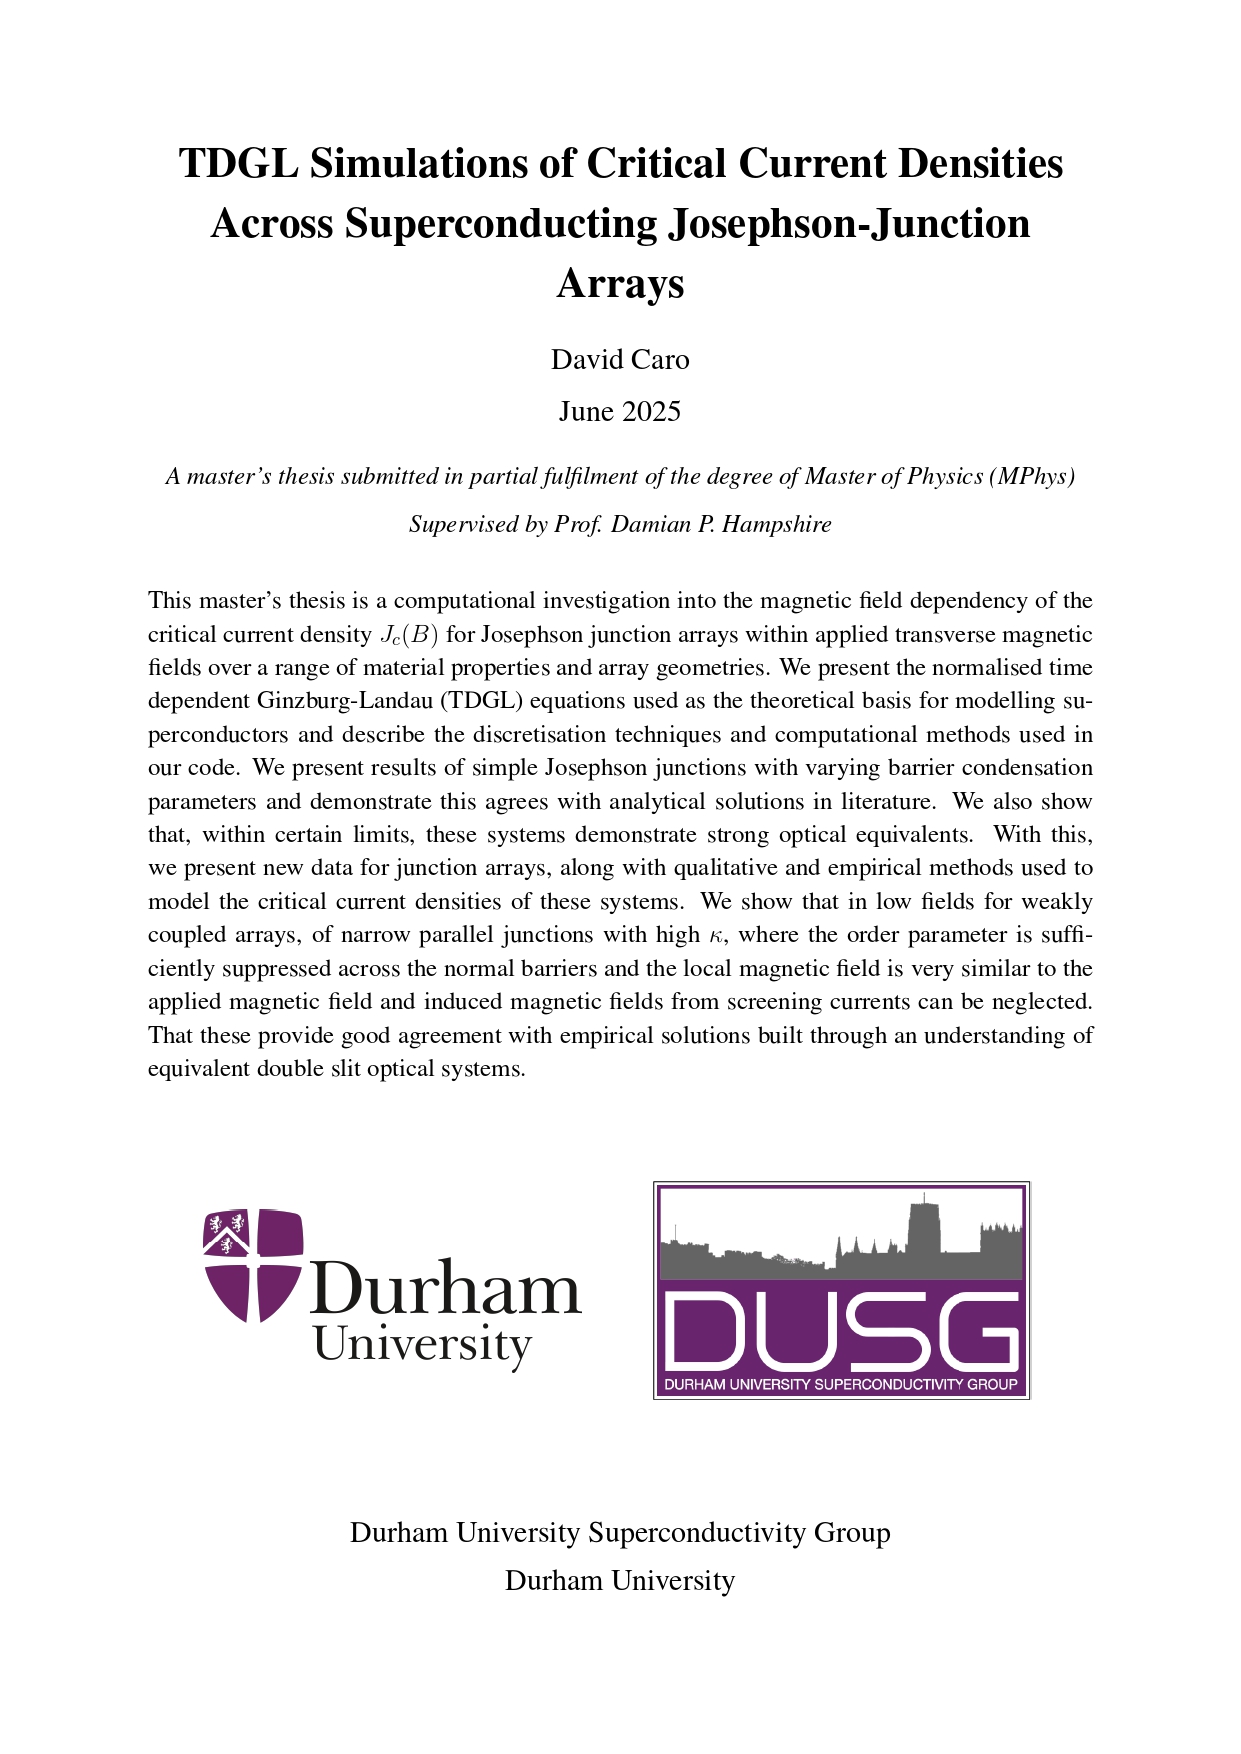 TDGL Simulations of Critical Current Densities
Across Superconducting Josephson-Junction
Arrays
David Caro
June 2025
A master's thesis submitted in partial fulfilment of the degree of Master of Physics (MPhys)
Supervised by Prof. Damian P. Hampshire
This master's thesis is a computational investigation into the magnetic field dependency of the
critical current density J_c(B) for Josephson junction arrays within applied transverse magnetic
fields over a range of material properties and array geometries. We present the normalised time
dependent Ginzburg-Landau (TDGL) equations used as the theoretical basis for modelling su-
perconductors and describe the discretisation techniques and computational methods used in
our code. We present results of simple Josephson junctions with varying barrier condensation
parameters and demonstrate this agrees with analytical solutions in literature. We also show
that, within certain limits, these systems demonstrate strong optical equivalents. With this,
we present new data for junction arrays, along with qualitative and empirical methods used to
model the critical current densities of these systems. We show that in low fields for weakly
coupled arrays, of narrow parallel junctions with high κ, where the order parameter is suffi-
ciently suppressed across the normal barriers and the local magnetic field is very similar to the
applied magnetic field and induced magnetic fields from screening currents can be neglected.
That these provide good agreement with empirical solutions built through an understanding of
equivalent double slit optical systems.
Durham
University
DUSG
DURHAM UNIVERSITY SUPERCONDUCTIVITY GROUP
Durham University Superconductivity Group
Durham University